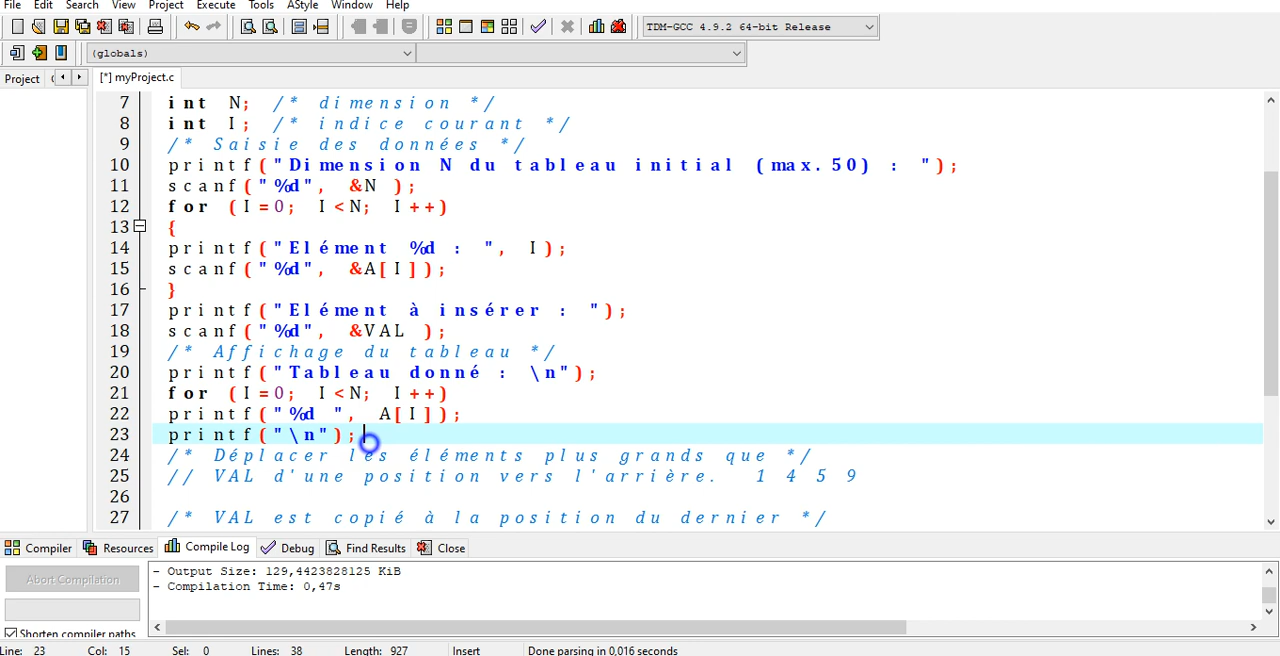 File Edit Search View Project Execute Tools AStyle Window Help
TDM-GCC 4.9.2 64-bit Release
(globals)
Project [*] myProject.c
7 int N; /* dimension */
8 int I; /* indice courant */
9 /* Saisie des données */
10 printf("Dimension N du tableau initial (max.50) : ");
11 scanf("%d", &N );
12 for (I=0; I<N; I++)
13 {
14 printf("Elément %d : ", I);
15 scanf("%d", &A[I]);
16 }
17 printf("Elément à insérer : ");
18 scanf("%d", &VAL );
19 /* Affichage du tableau */
20 printf("Tableau donné : \n");
21 for (I=0; I<N; I++)
22 printf("%d ", A[I]);
23 printf("\n");
24 /* Déplacer les éléments plus grands que */
25 // VAL d'une position vers l'arrière. 1 4 5 9
26
27 /* VAL est copié à la position du dernier */
Compiler Resources Compile Log Debug Find Results Close
Abort Compilation
- Output Size: 129,4423828125 KiB
- Compilation Time: 0,47s
Shorten compiler paths
Line: 23 Col: 15 Sel: 0 Lines: 38 Length: 927 Insert Done parsing in 0,016 seconds